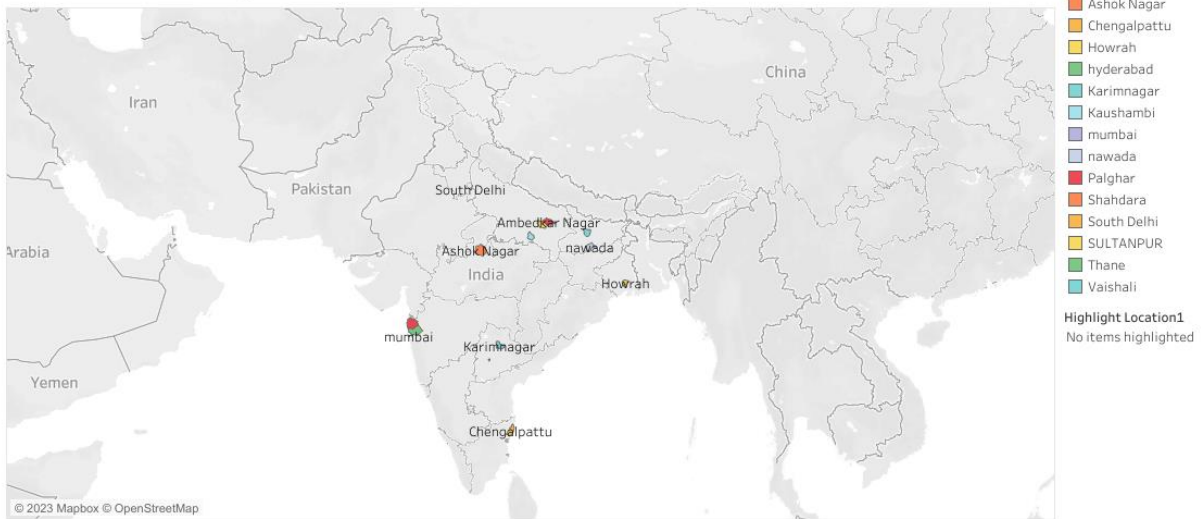 Iran
China
Pakistan
South Delhi
Ambedkar Nagar
Arabia
Ashok Nagar
nawada
India
Howrah
mumbai
Karimnagar
Yemen
Chengalpattu
© 2023 Mapbox © OpenStreetMap
Ashok Nagar
Chengalpattu
Howrah
hyderabad
Karimnagar
Kaushambi
mumbai
nawada
Palghar
Shahdara
South Delhi
SULTANPUR
Thane
Vaishali
Highlight Location1
No items highlighted